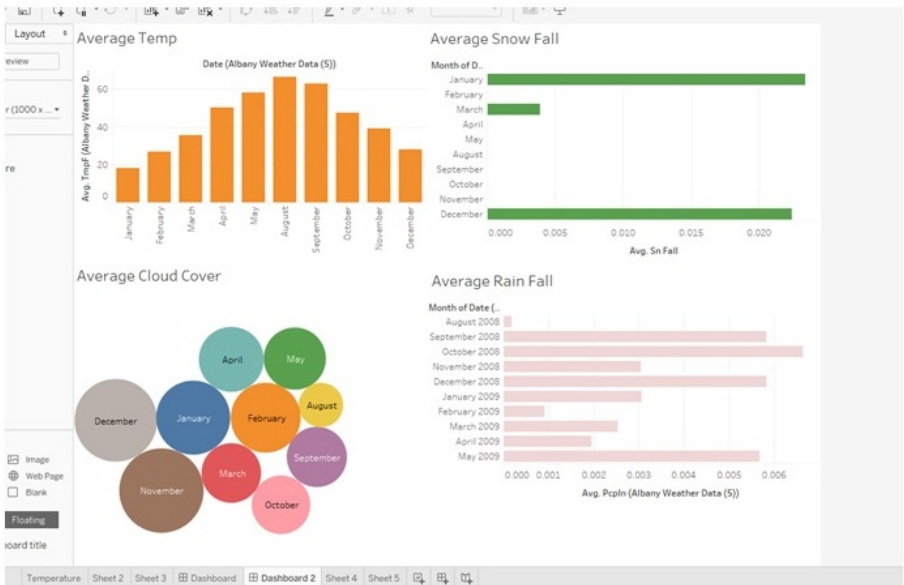 Layout
Average Temp
Date (Albany Weather Data (5))
Avg. TmpF (Albany Weather D..
60
40
20
0
January
February
March
April
May
August
September
October
November
December
Average Snow Fall
Month of D..
January
February
March
April
May
August
September
October
November
December
0.000 0.005 0.010 0.015 0.020
Avg. Sn Fall
review
r (1000 x ...
re
Average Cloud Cover
April
May
December
January
February
August
March
September
November
October
Average Rain Fall
Month of Date (..
August 2008
September 2008
October 2008
November 2008
December 2008
January 2009
February 2009
March 2009
April 2009
May 2009
0.000 0.001 0.002 0.003 0.004 0.005 0.006
Avg. PcpIn (Albany Weather Data (5))
Image
Web Page
Blank
Floating
board title
Temperature Sheet 2 Sheet 3 Dashboard Dashboard 2 Sheet 4 Sheet 5